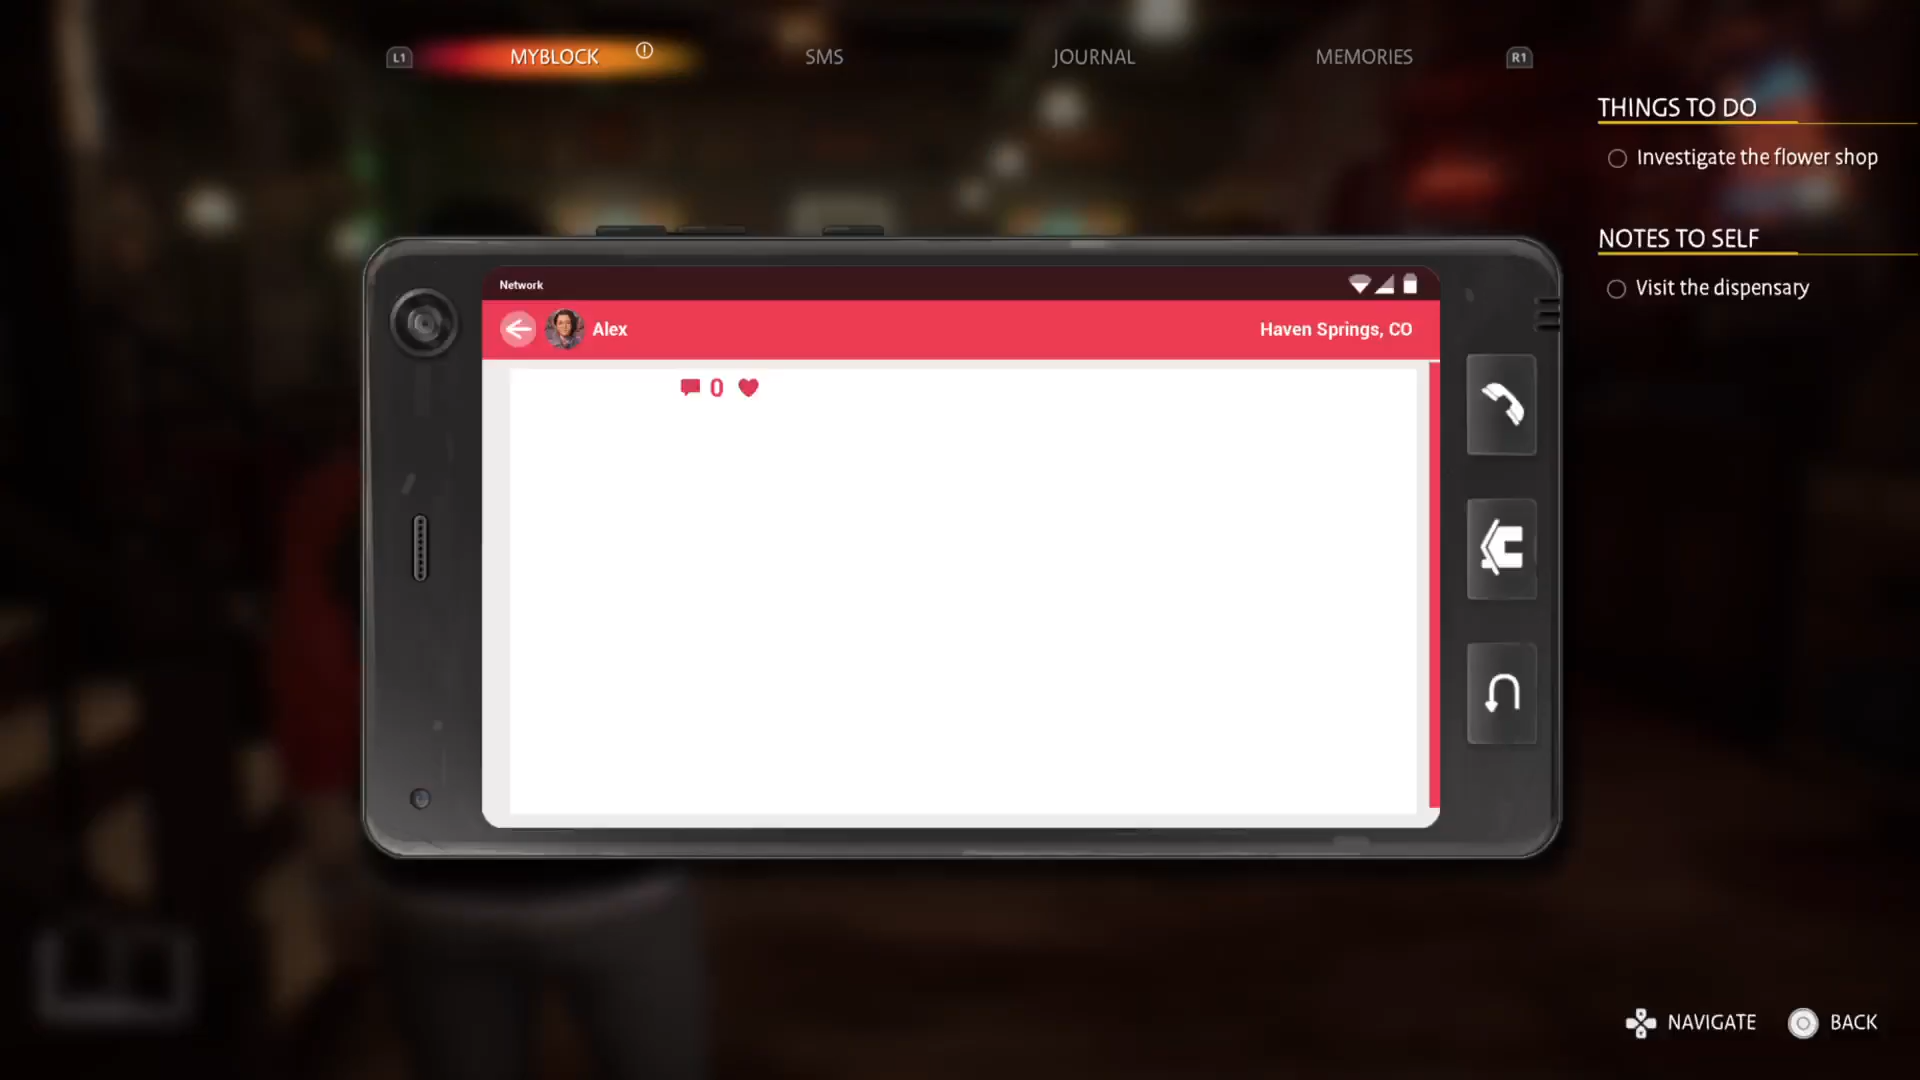 L1
MYBLOCK
SMS
JOURNAL
MEMORIES
R1
THINGS TO DO
Investigate the flower shop
NOTES TO SELF
Visit the dispensary
Network
Alex
Haven Springs, CO
0
NAVIGATE
BACK